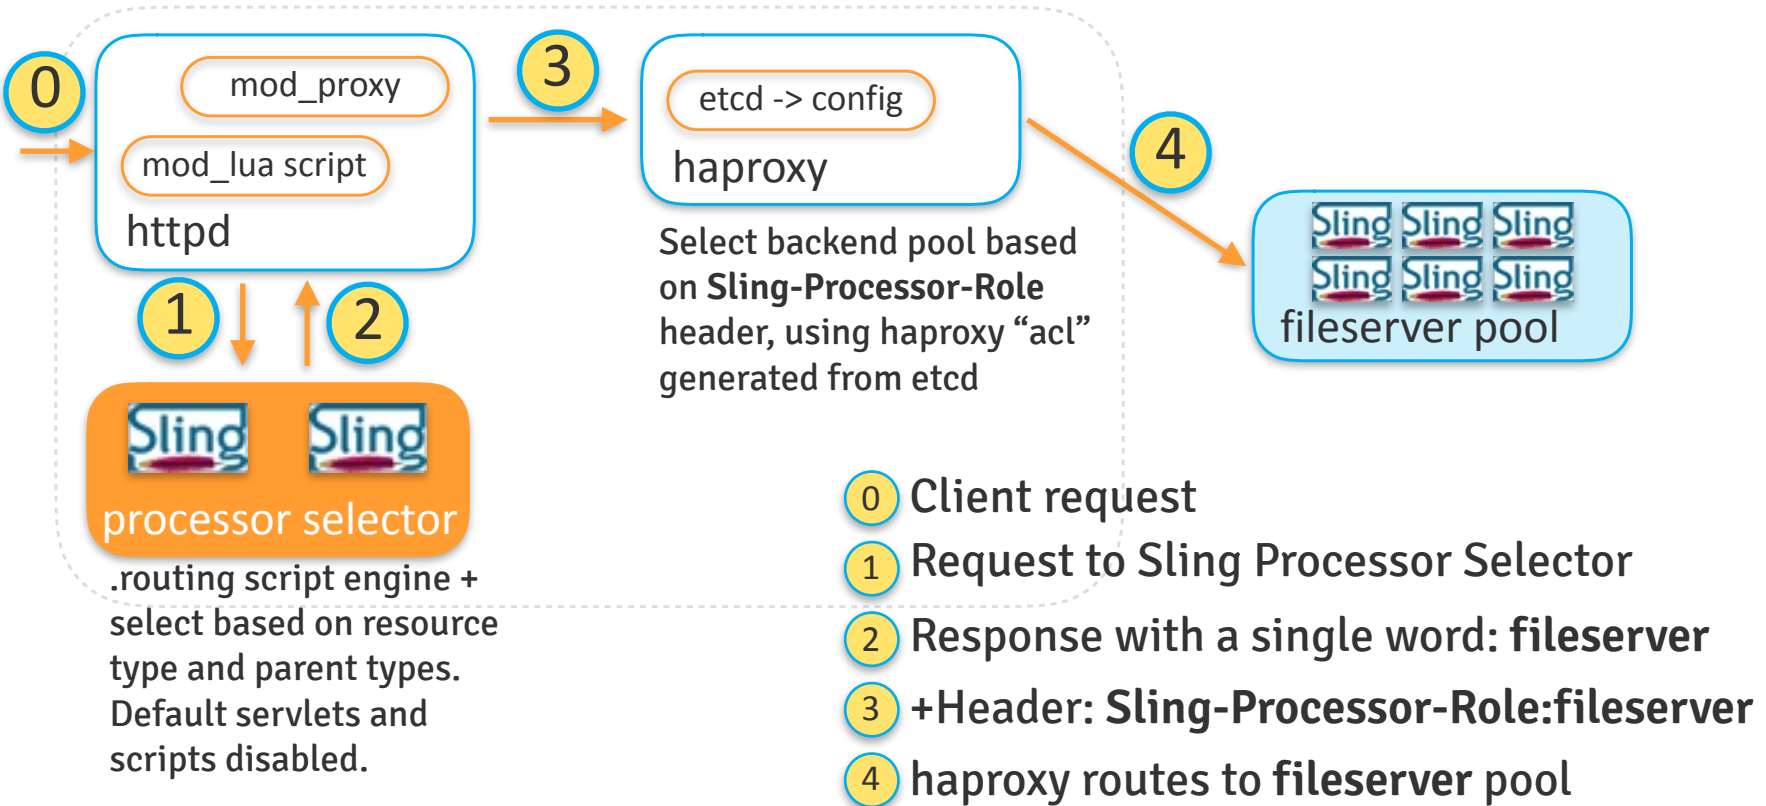 0
mod_proxy
mod_lua script
httpd
3
etcd -> config
haproxy
4
Select backend pool based
on Sling-Processor-Role
header, using haproxy “acl”
generated from etcd
Sling Sling Sling
Sling Sling Sling
fileserver pool
1
2
Sling Sling
processor selector
.routing script engine +
select based on resource
type and parent types.
Default servlets and
scripts disabled.
0 Client request
1 Request to Sling Processor Selector
2 Response with a single word: fileserver
3 +Header: Sling-Processor-Role:fileserver
4 haproxy routes to fileserver pool